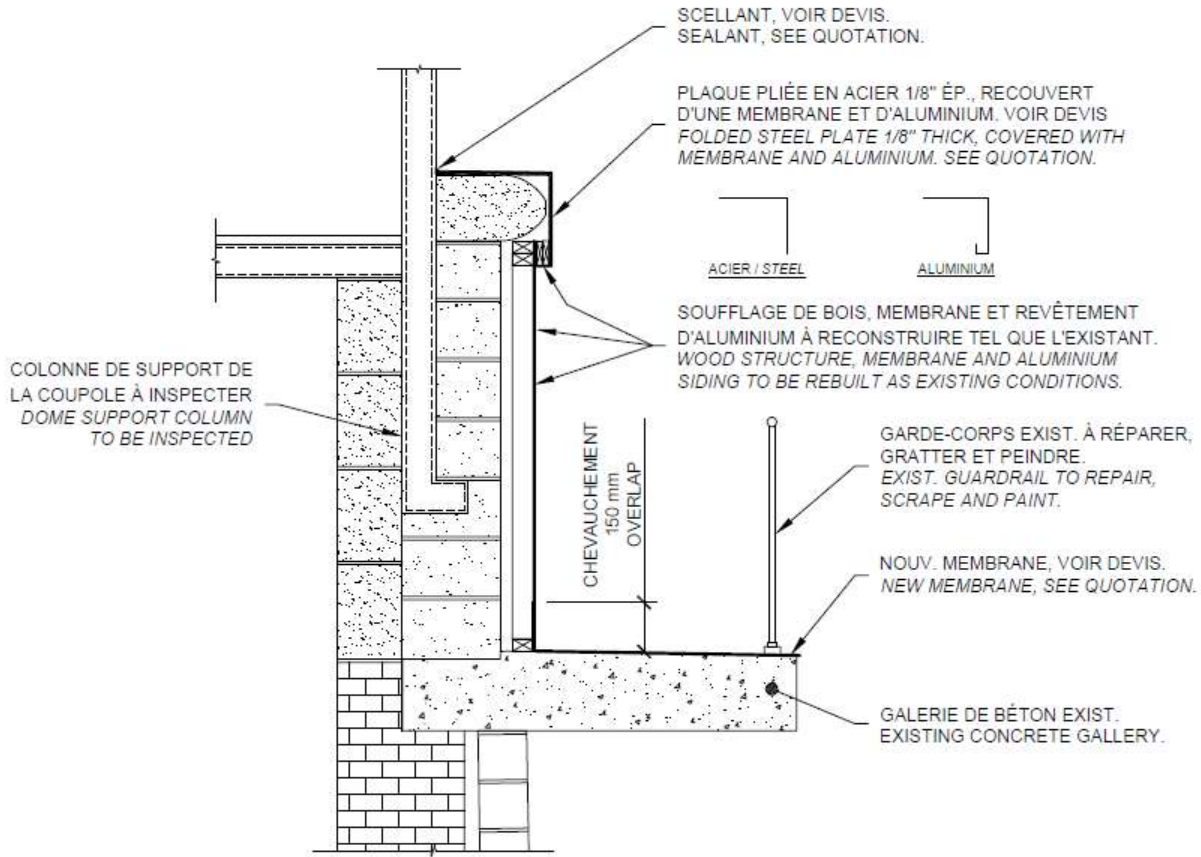 SCELLANT, VOIR DEVIS.
SEALANT, SEE QUOTATION.
PLAQUE PLIÉE EN ACIER 1/8" ÉP., RECOUVERT
D'UNE MEMBRANE ET D'ALUMINIUM. VOIR DEVIS
FOLDED STEEL PLATE 1/8" THICK, COVERED WITH
MEMBRANE AND ALUMINIUM. SEE QUOTATION.
ACIER / STEEL
ALUMINIUM
SOUFFLAGE DE BOIS, MEMBRANE ET REVÊTEMENT
D'ALUMINIUM À RECONSTRUIRE TEL QUE L'EXISTANT.
WOOD STRUCTURE, MEMBRANE AND ALUMINIUM
SIDING TO BE REBUILT AS EXISTING CONDITIONS.
COLONNE DE SUPPORT DE
LA COUPOLE À INSPECTER
DOME SUPPORT COLUMN
TO BE INSPECTED
CHEVAUCHEMENT
150 mm
OVERLAP
GARDE-CORPS EXIST. À RÉPARER,
GRATTER ET PEINDRE.
EXIST. GUARDRAIL TO REPAIR,
SCRAPE AND PAINT.
NOUV. MEMBRANE, VOIR DEVIS.
NEW MEMBRANE, SEE QUOTATION.
GALERIE DE BÉTON EXIST.
EXISTING CONCRETE GALLERY.